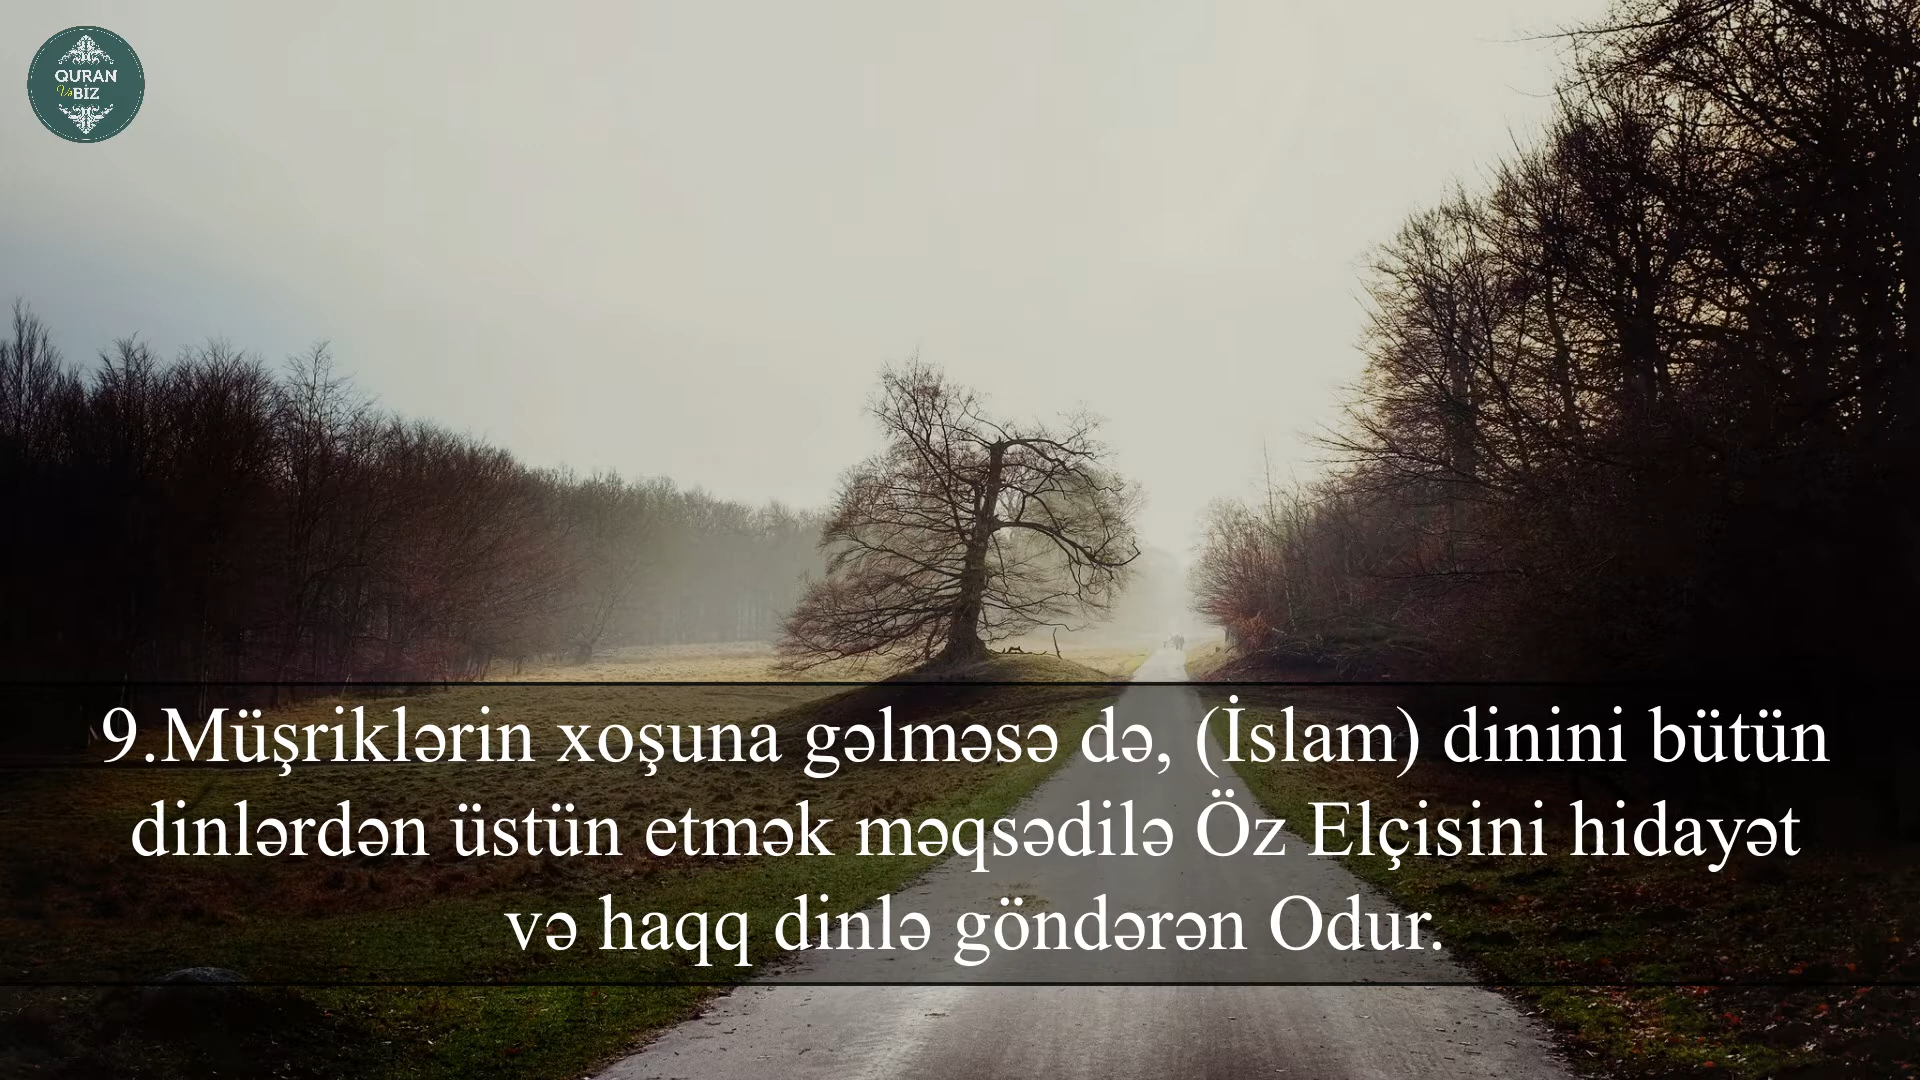 QURAN
Və BİZ
9.Müşriklərin xoşuna gəlməsə də, (İslam) dinini bütün
dinlərdən üstün etmək məqsədilə Öz Elçisini hidayət
və haqq dinlə göndərən Odur.